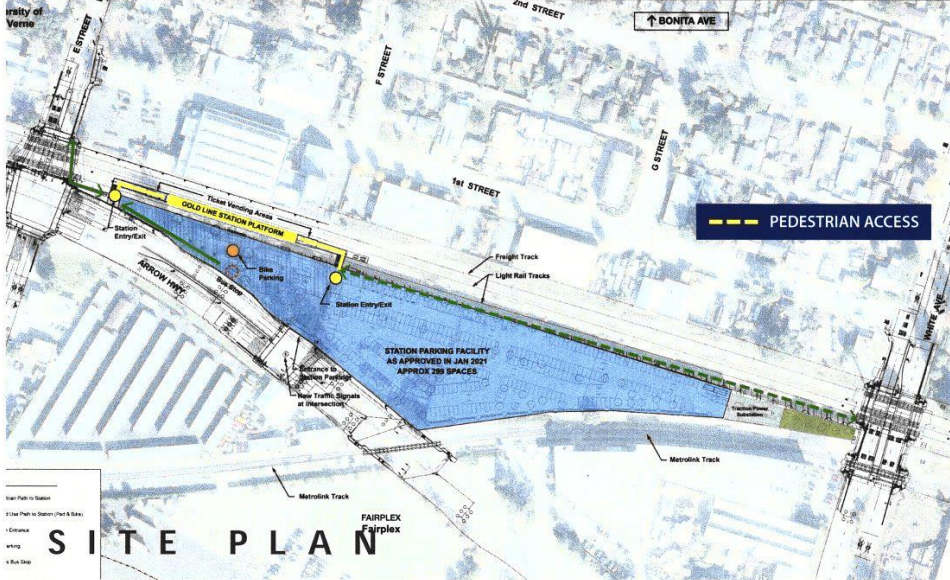 ersity of
Verne
E STREET
2nd STREET
↑ BONITA AVE
F STREET
G STREET
1st STREET
PEDESTRIAN ACCESS
Ticket Vending Areas
GOLD LINE STATION PLATFORM
Station
Entry/Exit
Freight Track
Light Rail Tracks
Bike
Parking
ARROW HWY
Bus Stop
Station Entry/Exit
WHITE AVE
STATION PARKING FACILITY
AS APPROVED IN JAN 2021
APPROX 299 SPACES
Entrance to
Station Parking
New Traffic Signals
at Intersection
Traction Power
Substation
Metrolink Track
Metrolink Track
FAIRPLEX
Fairplex
trian Path to Station
d Use Path to Station (Ped & Bike)
Entrance
arking
s Bus Stop
SITE PLAN